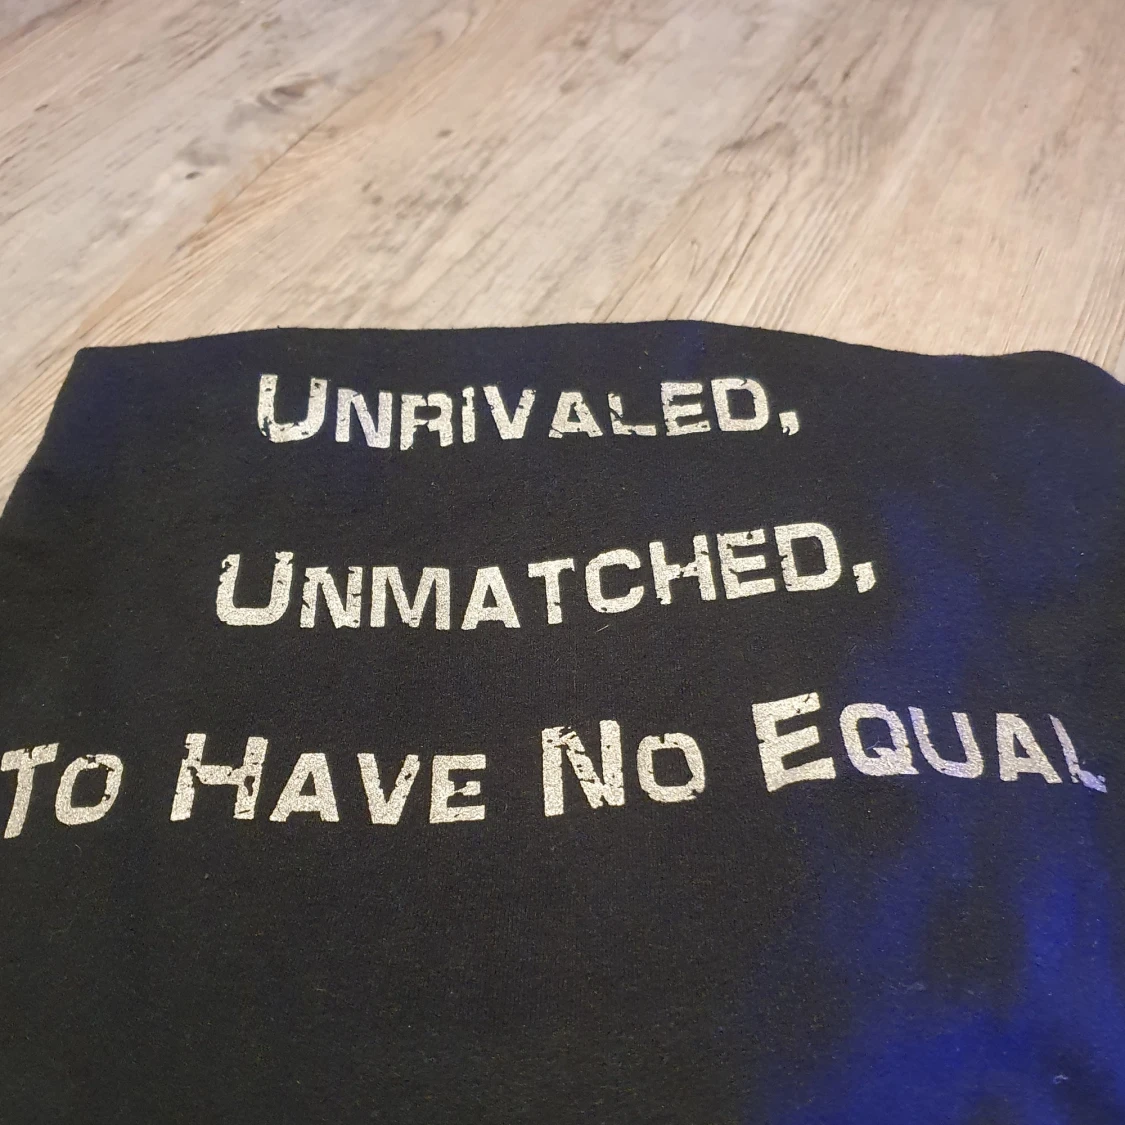 Unrivaled,
Unmatched,
To Have No Equal